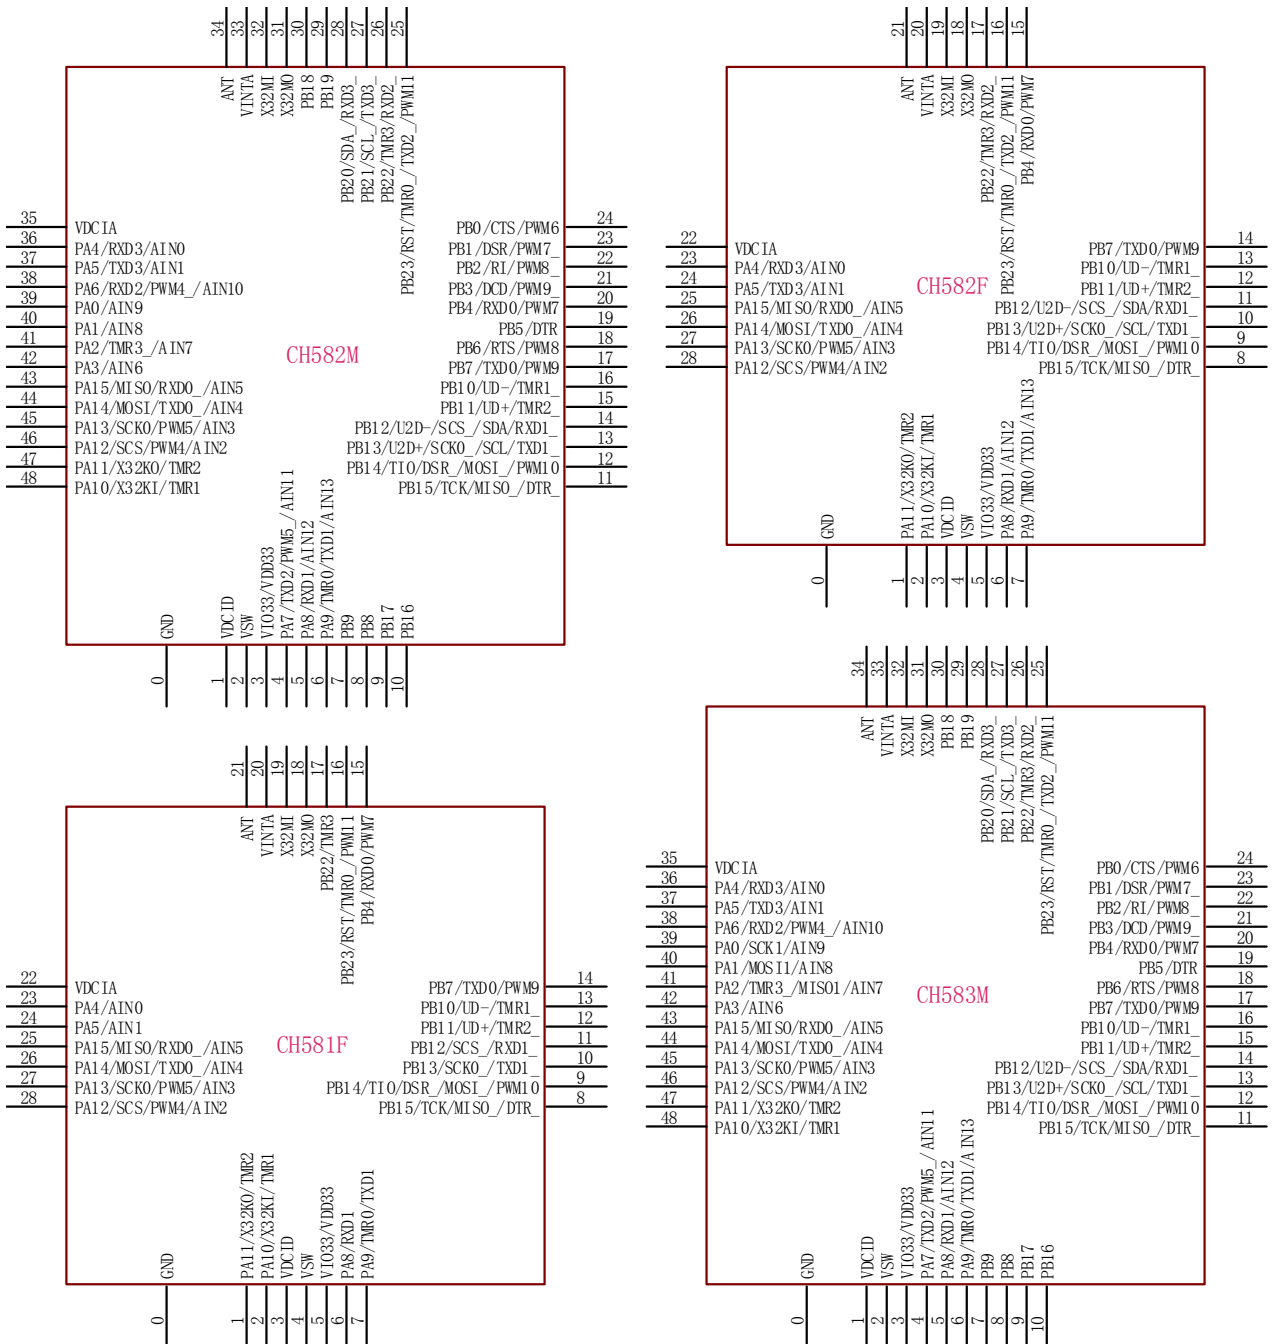 CH582M
34 ANT
33 VINTA
32 X32MI
31 X32MO
30 PB18
29 PB19
28 PB20/SDA_/RXD3_
27 PB21/SCL_/TXD3_
26 PB22/TMR3/RXD2_
25 PB23/RST/TMR0_/TXD2_/PWM11
35 VDCIA
36 PA4/RXD3/AIN0
37 PA5/TXD3/AIN1
38 PA6/RXD2/PWM4_/AIN10
39 PA0/AIN9
40 PA1/AIN8
41 PA2/TMR3_/AIN7
42 PA3/AIN6
43 PA15/MISO/RXD0_/AIN5
44 PA14/MOSI/TXD0_/AIN4
45 PA13/SCK0/PWM5/AIN3
46 PA12/SCS/PWM4/AIN2
47 PA11/X32KO/TMR2
48 PA10/X32KI/TMR1
PB0/CTS/PWM6 24
PB1/DSR/PWM7_ 23
PB2/RI/PWM8_ 22
PB3/DCD/PWM9_ 21
PB4/RXD0/PWM7 20
PB5/DTR 19
PB6/RTS/PWM8 18
PB7/TXD0/PWM9 17
PB10/UD-/TMR1_ 16
PB11/UD+/TMR2_ 15
PB12/U2D-/SCS_/SDA/RXD1_ 14
PB13/U2D+/SCK0_/SCL/TXD1_ 13
PB14/TIO/DSR_/MOSI_/PWM10 12
PB15/TCK/MISO_/DTR_ 11
0 GND
1 VDCID
2 VSW
3 VIO33/VDD33
4 PA7/TXD2/PWM5_/AIN11
5 PA8/RXD1/AIN12
6 PA9/TMR0/TXD1/AIN13
7 PB9
8 PB8
9 PB17
10 PB16
CH582F
21 ANT
20 VINTA
19 X32MI
18 X32MO
17 PB22/TMR3/RXD2_
16 PB23/RST/TMR0_/TXD2_/PWM11
15 PB4/RXD0/PWM7
22 VDCIA
23 PA4/RXD3/AIN0
24 PA5/TXD3/AIN1
25 PA15/MISO/RXD0_/AIN5
26 PA14/MOSI/TXD0_/AIN4
27 PA13/SCK0/PWM5/AIN3
28 PA12/SCS/PWM4/AIN2
PB7/TXD0/PWM9 14
PB10/UD-/TMR1_ 13
PB11/UD+/TMR2_ 12
PB12/U2D-/SCS_/SDA/RXD1_ 11
PB13/U2D+/SCK0_/SCL/TXD1_ 10
PB14/TIO/DSR_/MOSI_/PWM10 9
PB15/TCK/MISO_/DTR_ 8
0 GND
1 PA11/X32KO/TMR2
2 PA10/X32KI/TMR1
3 VDCID
4 VSW
5 VIO33/VDD33
6 PA8/RXD1/AIN12
7 PA9/TMR0/TXD1/AIN13
CH581F
21 ANT
20 VINTA
19 X32MI
18 X32MO
17 PB22/TMR3
16 PB23/RST/TMR0_/PWM11
15 PB4/RXD0/PWM7
22 VDCIA
23 PA4/AIN0
24 PA5/AIN1
25 PA15/MISO/RXD0_/AIN5
26 PA14/MOSI/TXD0_/AIN4
27 PA13/SCK0/PWM5/AIN3
28 PA12/SCS/PWM4/AIN2
PB7/TXD0/PWM9 14
PB10/UD-/TMR1_ 13
PB11/UD+/TMR2_ 12
PB12/SCS_/RXD1_ 11
PB13/SCK0_/TXD1_ 10
PB14/TIO/DSR_/MOSI_/PWM10 9
PB15/TCK/MISO_/DTR_ 8
0 GND
1 PA11/X32KO/TMR2
2 PA10/X32KI/TMR1
3 VDCID
4 VSW
5 VIO33/VDD33
6 PA8/RXD1
7 PA9/TMR0/TXD1
CH583M
34 ANT
33 VINTA
32 X32MI
31 X32MO
30 PB18
29 PB19
28 PB20/SDA_/RXD3_
27 PB21/SCL_/TXD3_
26 PB22/TMR3/RXD2_
25 PB23/RST/TMR0_/TXD2_/PWM11
35 VDCIA
36 PA4/RXD3/AIN0
37 PA5/TXD3/AIN1
38 PA6/RXD2/PWM4_/AIN10
39 PA0/SCK1/AIN9
40 PA1/MOSI1/AIN8
41 PA2/TMR3_/MISO1/AIN7
42 PA3/AIN6
43 PA15/MISO/RXD0_/AIN5
44 PA14/MOSI/TXD0_/AIN4
45 PA13/SCK0/PWM5/AIN3
46 PA12/SCS/PWM4/AIN2
47 PA11/X32KO/TMR2
48 PA10/X32KI/TMR1
PB0/CTS/PWM6 24
PB1/DSR/PWM7_ 23
PB2/RI/PWM8_ 22
PB3/DCD/PWM9_ 21
PB4/RXD0/PWM7 20
PB5/DTR 19
PB6/RTS/PWM8 18
PB7/TXD0/PWM9 17
PB10/UD-/TMR1_ 16
PB11/UD+/TMR2_ 15
PB12/U2D-/SCS_/SDA/RXD1_ 14
PB13/U2D+/SCK0_/SCL/TXD1_ 13
PB14/TIO/DSR_/MOSI_/PWM10 12
PB15/TCK/MISO_/DTR_ 11
0 GND
1 VDCID
2 VSW
3 VIO33/VDD33
4 PA7/TXD2/PWM5_/AIN11
5 PA8/RXD1/AIN12
6 PA9/TMR0/TXD1/AIN13
7 PB9
8 PB8
9 PB17
10 PB16